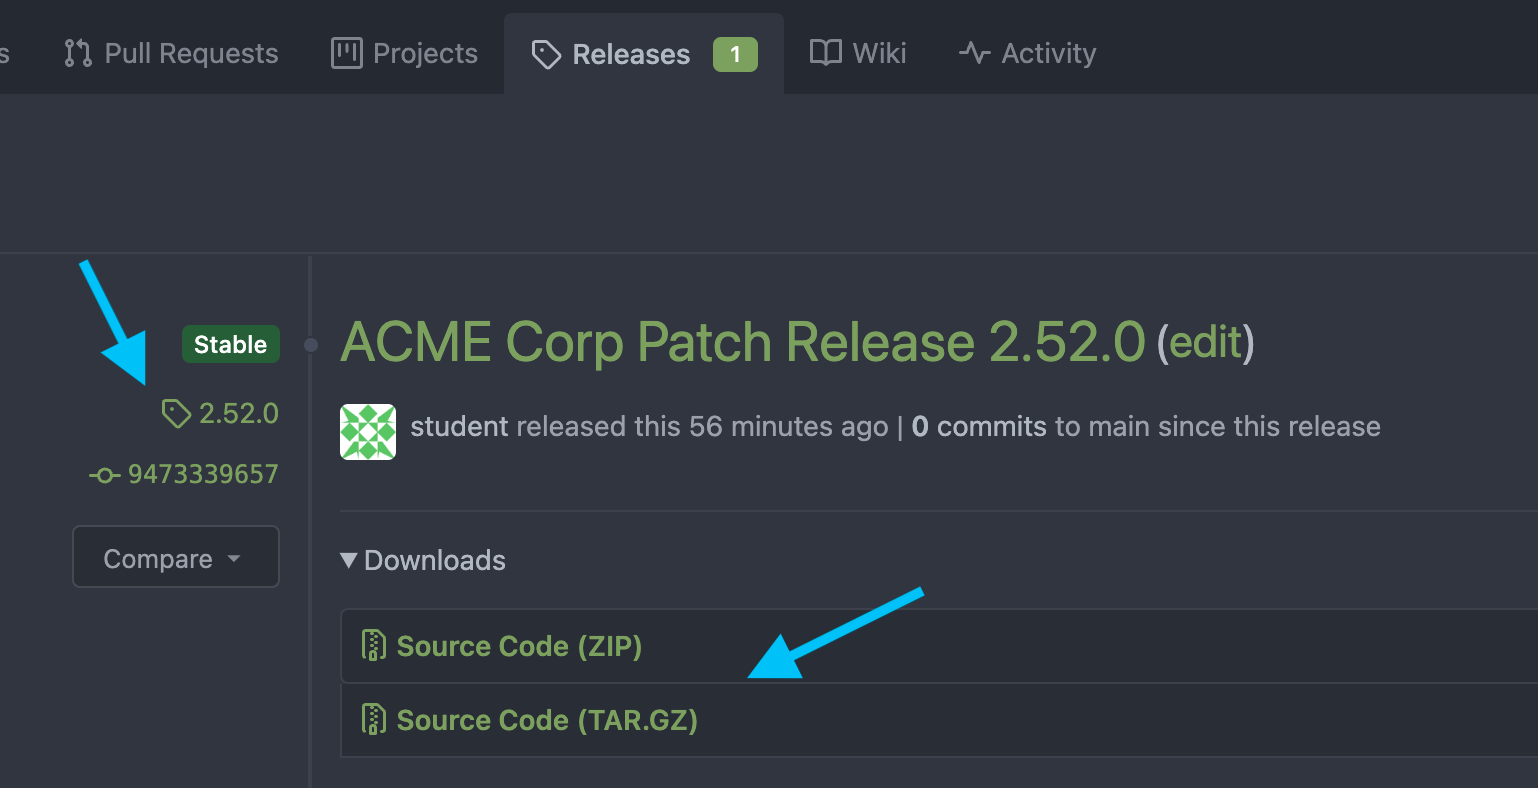 s Pull Requests Projects Releases 1 Wiki Activity
Stable
2.52.0
9473339657
Compare
ACME Corp Patch Release 2.52.0 (edit)
student released this 56 minutes ago | 0 commits to main since this release
Downloads
Source Code (ZIP)
Source Code (TAR.GZ)